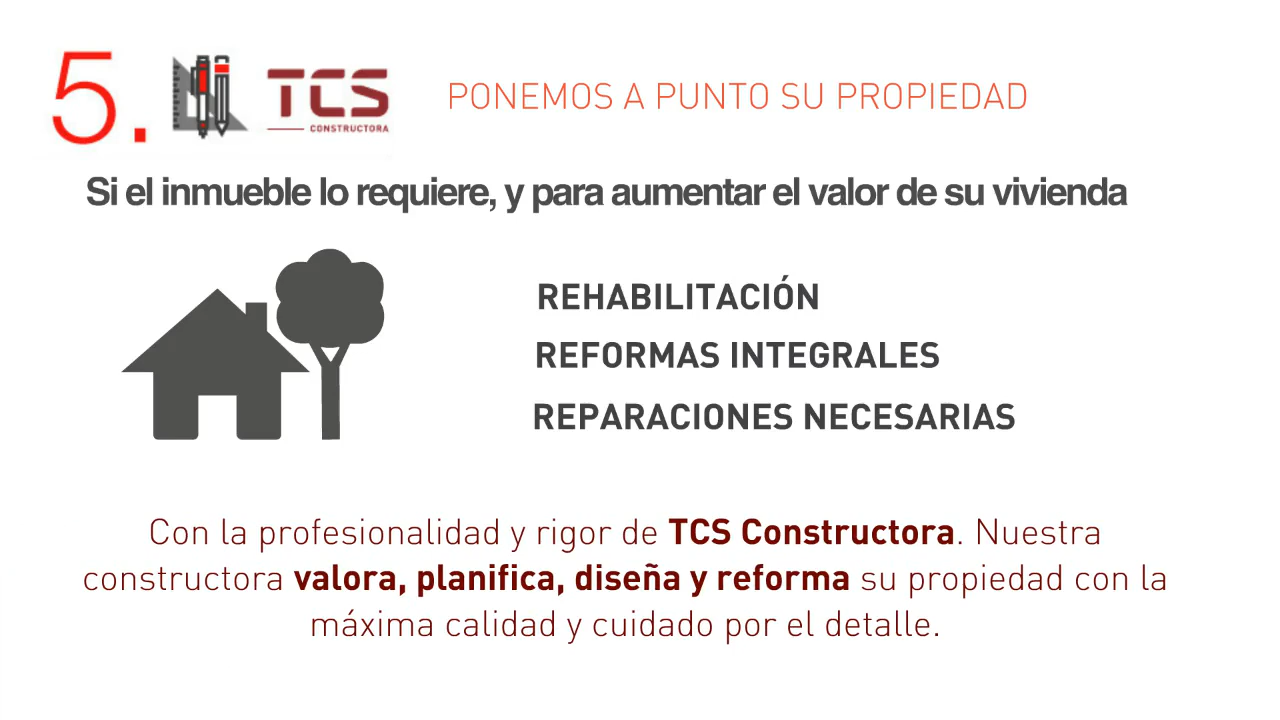 5.
TCS
CONSTRUCTORA
PONEMOS A PUNTO SU PROPIEDAD
Si el inmueble lo requiere, y para aumentar el valor de su vivienda
REHABILITACIÓN
REFORMAS INTEGRALES
REPARACIONES NECESARIAS
Con la profesionalidad y rigor de TCS Constructora. Nuestra
constructora valora, planifica, diseña y reforma su propiedad con la
máxima calidad y cuidado por el detalle.